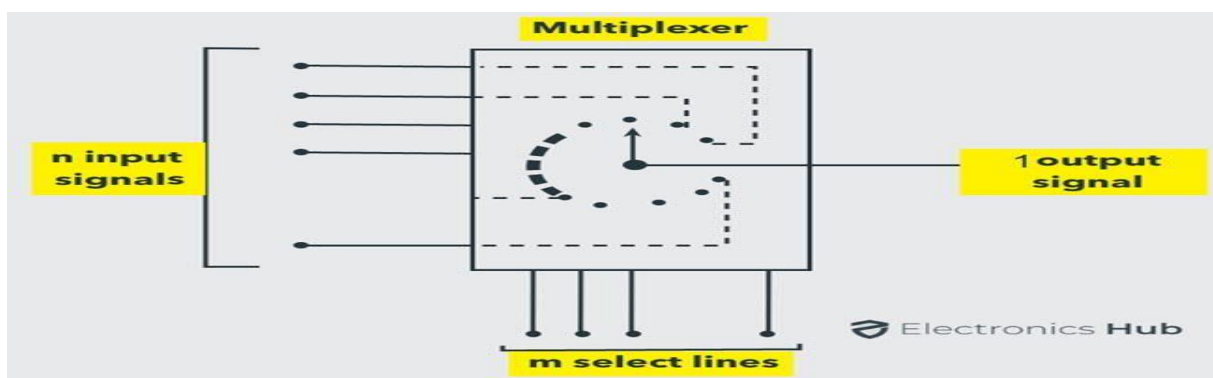 Multiplexer
n input
signals
1 output
signal
m select lines
Electronics Hub